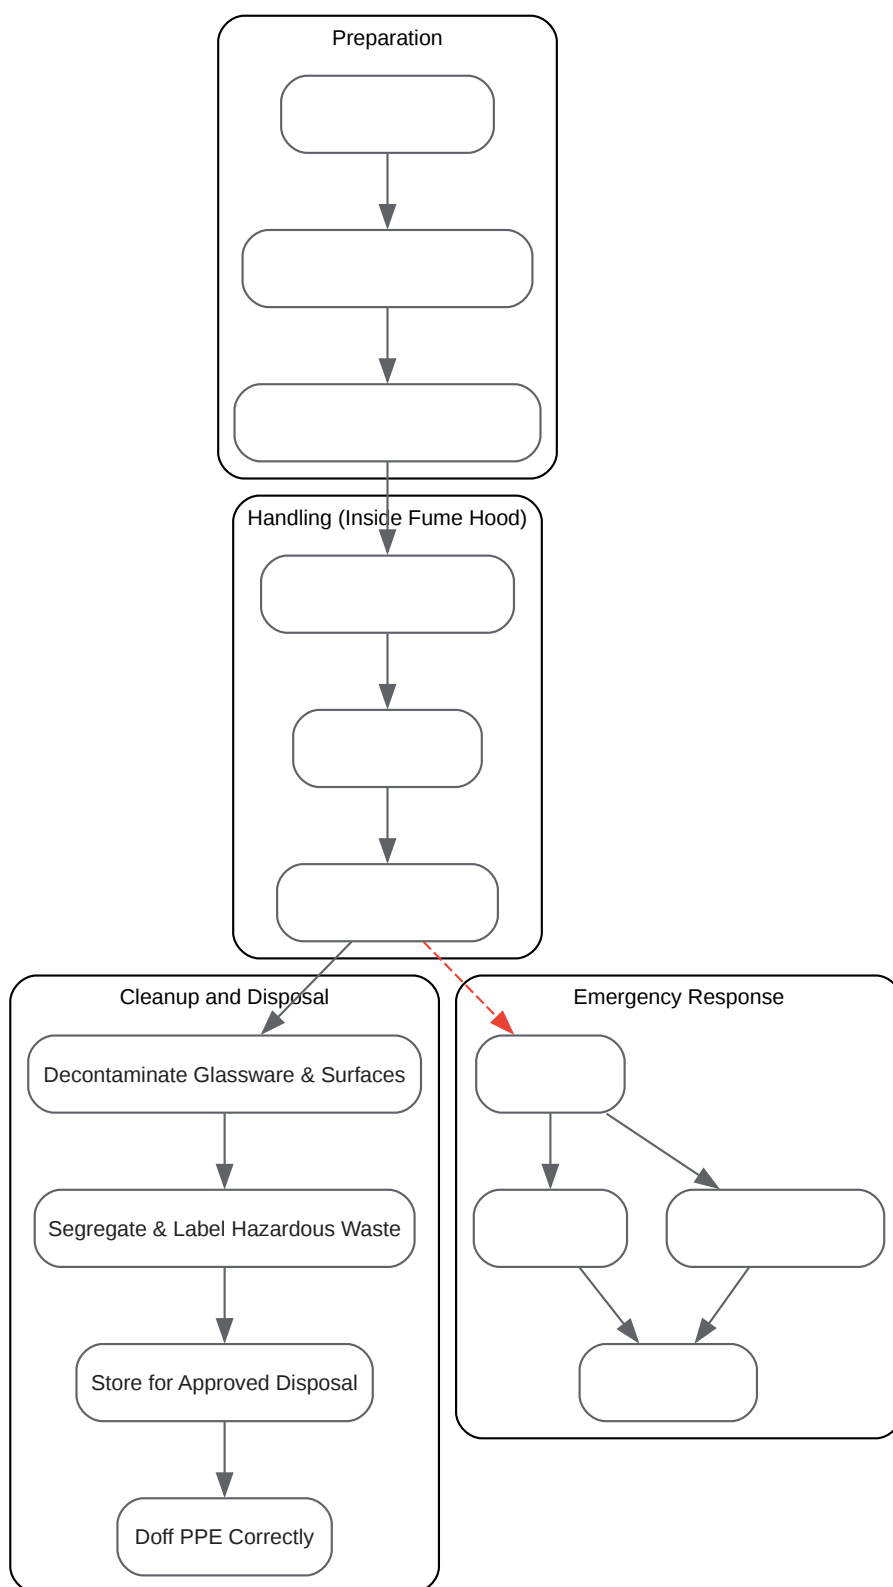 Preparation
Handling (Inside Fume Hood)
Cleanup and Disposal
Decontaminate Glassware & Surfaces
Segregate & Label Hazardous Waste
Store for Approved Disposal
Doff PPE Correctly
Emergency Response